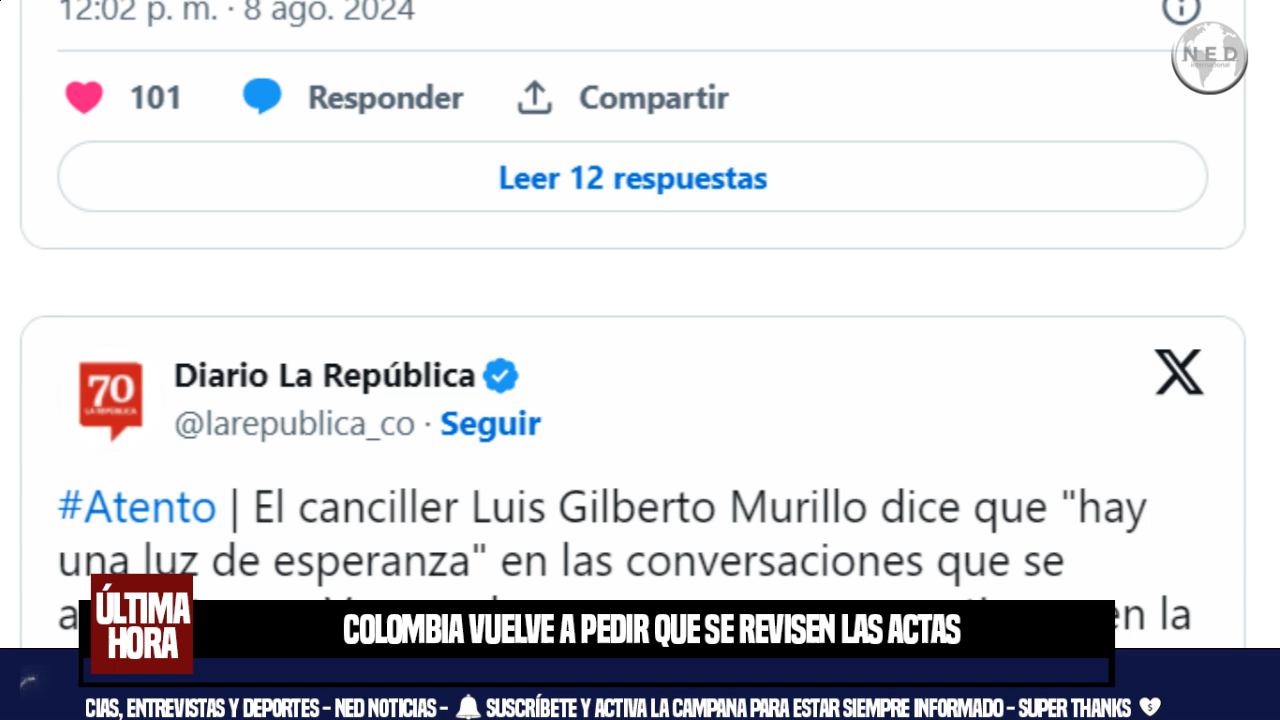 12:02 p. m. · 8 ago. 2024
NED
international
101 Responder Compartir
Leer 12 respuestas
70
LA REPÚBLICA
Diario La República
@larepublica_co · Seguir
#Atento | El canciller Luis Gilberto Murillo dice que "hay
una luz de esperanza" en las conversaciones que se
en la
ÚLTIMA
HORA
COLOMBIA VUELVE A PEDIR QUE SE REVISEN LAS ACTAS
CIAS, ENTREVISTAS Y DEPORTES - NED NOTICIAS - 🔔 SUSCRÍBETE Y ACTIVA LA CAMPANA PARA ESTAR SIEMPRE INFORMADO - SUPER THANKS